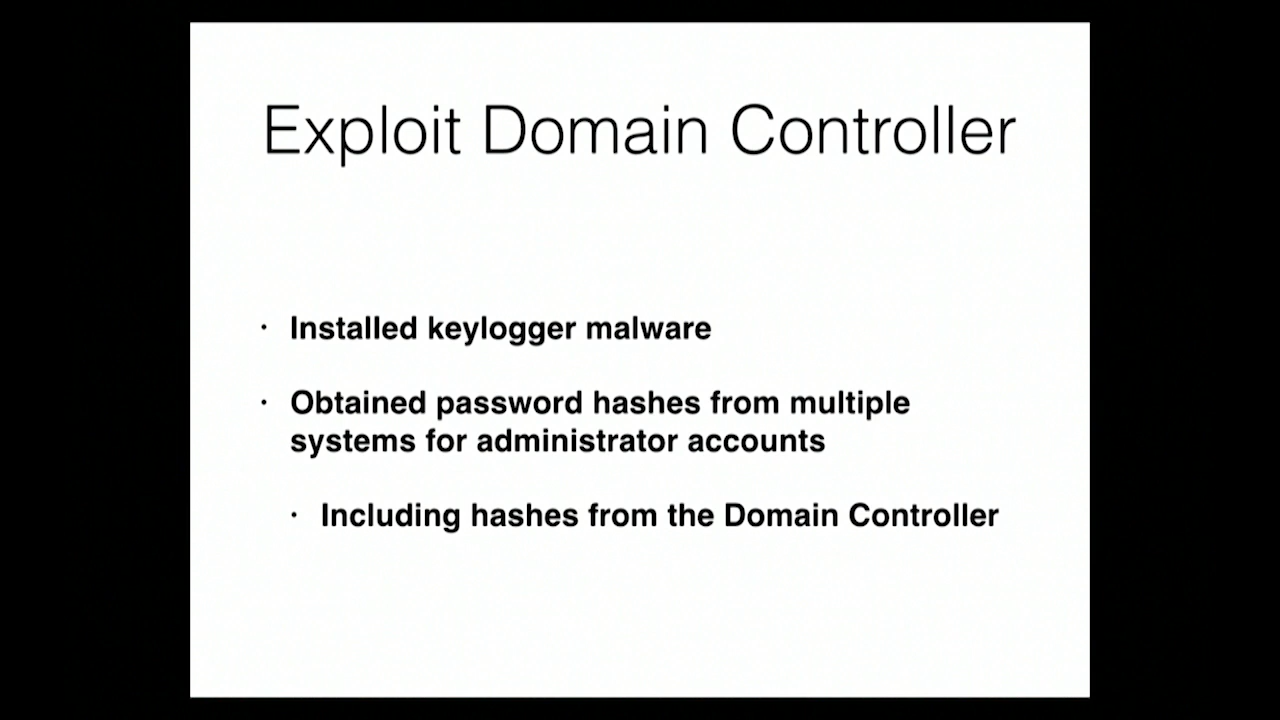 Exploit Domain Controller
· Installed keylogger malware
· Obtained password hashes from multiple
systems for administrator accounts
· Including hashes from the Domain Controller